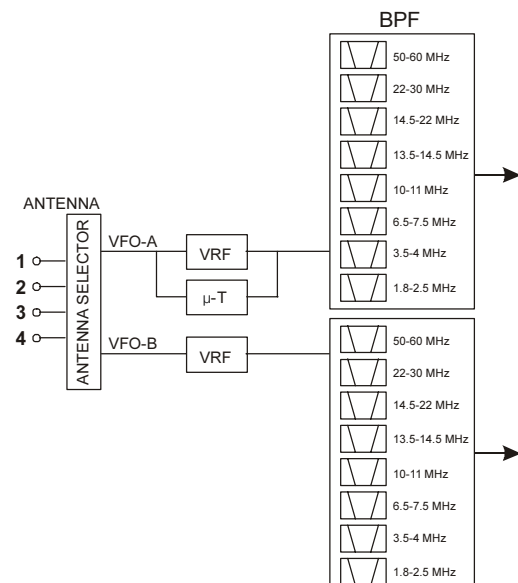 BPF
50-60 MHz
22-30 MHz
14.5-22 MHz
13.5-14.5 MHz
10-11 MHz
6.5-7.5 MHz
3.5-4 MHz
1.8-2.5 MHz
ANTENNA
1
2
3
4
ANTENNA SELECTOR
VFO-A
VRF
μ-T
VFO-B
VRF
50-60 MHz
22-30 MHz
14.5-22 MHz
13.5-14.5 MHz
10-11 MHz
6.5-7.5 MHz
3.5-4 MHz
1.8-2.5 MHz